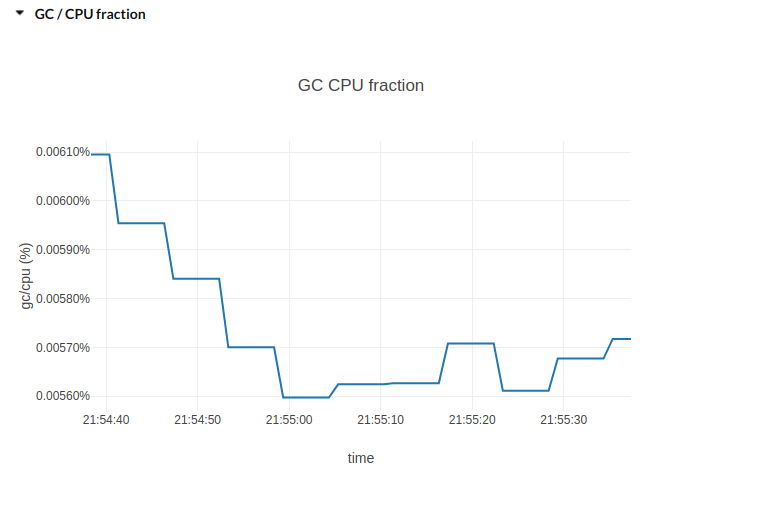 GC / CPU fraction
GC CPU fraction
0.00610%
0.00600%
0.00590%
0.00580%
0.00570%
0.00560%
gc/cpu (%)
21:54:40 21:54:50 21:55:00 21:55:10 21:55:20 21:55:30
time